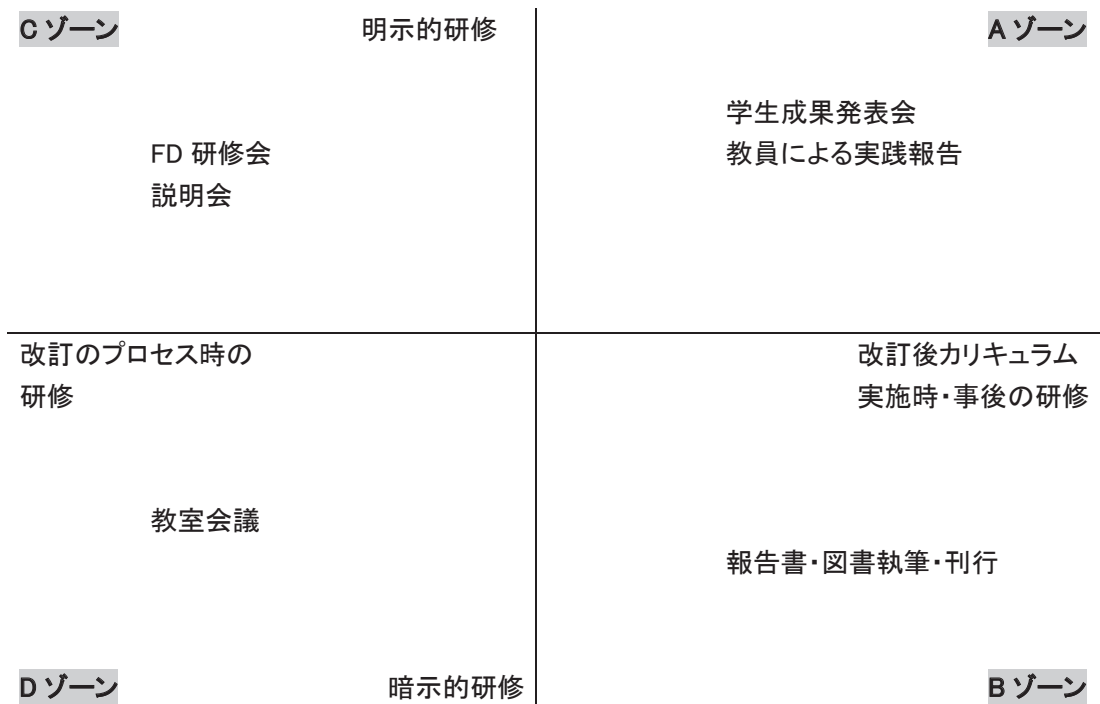 C ゾーン
明示的研修
A ゾーン
学生成果発表会
教員による実践報告
FD 研修会
説明会
改訂のプロセス時の
研修
改訂後カリキュラム
実施時・事後の研修
教室会議
報告書・図書執筆・刊行
D ゾーン
暗示的研修
B ゾーン